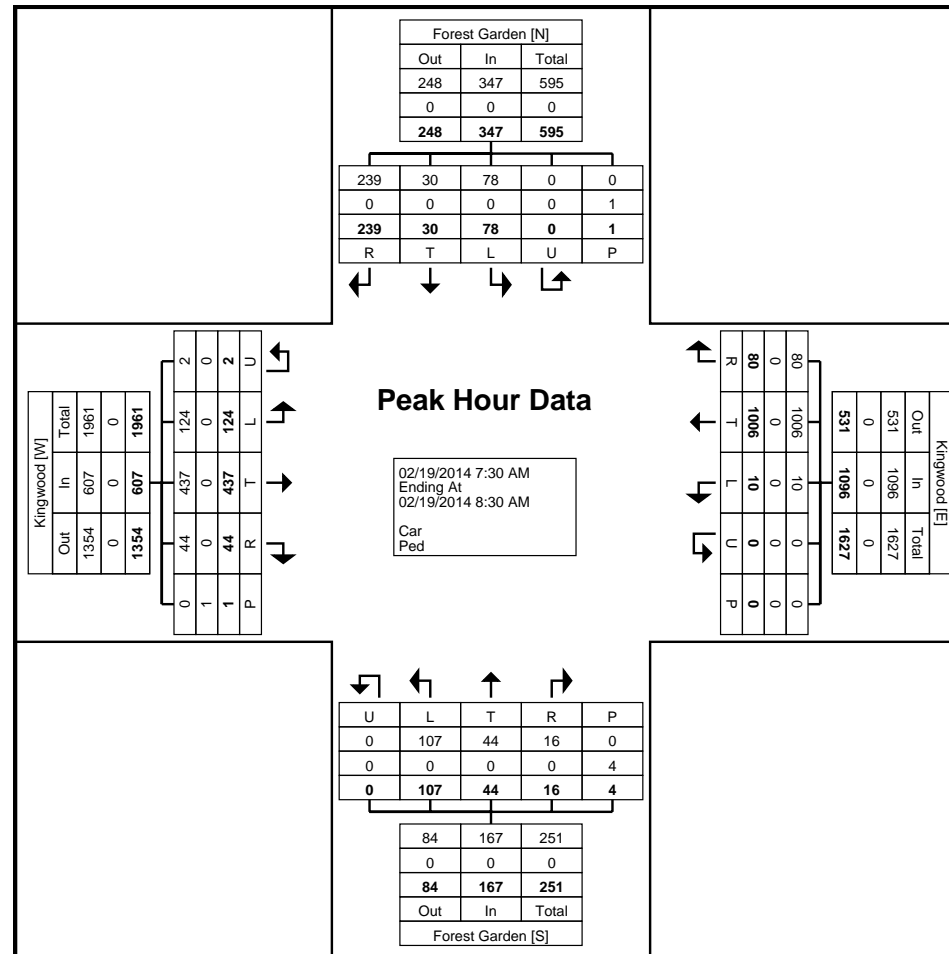 Forest Garden [N]
Out In Total
248 347 595
0 0 0
248 347 595
239 30 78 0 0
0 0 0 0 1
239 30 78 0 1
R T L U P
Kingwood [W]
Total In Out
1961 607 1354
0 0 0
1961 607 1354
2 124 437 44 0
0 0 0 0 1
2 124 437 44 1
U L T R P
Peak Hour Data
02/19/2014 7:30 AM
Ending At
02/19/2014 8:30 AM
Car
Ped
Kingwood [E]
Out In Total
531 1096 1627
0 0 0
531 1096 1627
80 1006 10 0 0
0 0 0 0 0
80 1006 10 0 0
R T L U P
U L T R P
0 107 44 16 0
0 0 0 0 4
0 107 44 16 4
84 167 251
0 0 0
84 167 251
Out In Total
Forest Garden [S]